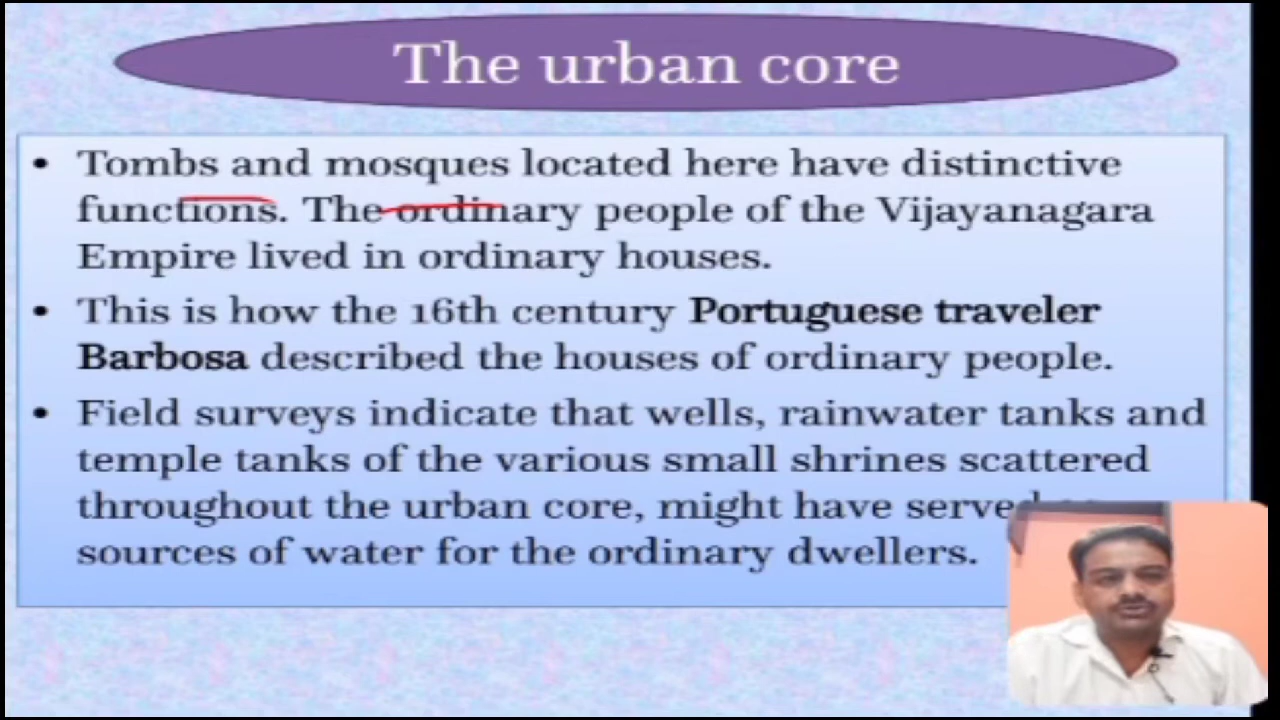 The urban core
• Tombs and mosques located here have distinctive
functions. The ordinary people of the Vijayanagara
Empire lived in ordinary houses.
• This is how the 16th century Portuguese traveler
Barbosa described the houses of ordinary people.
• Field surveys indicate that wells, rainwater tanks and
temple tanks of the various small shrines scattered
throughout the urban core, might have served
sources of water for the ordinary dwellers.